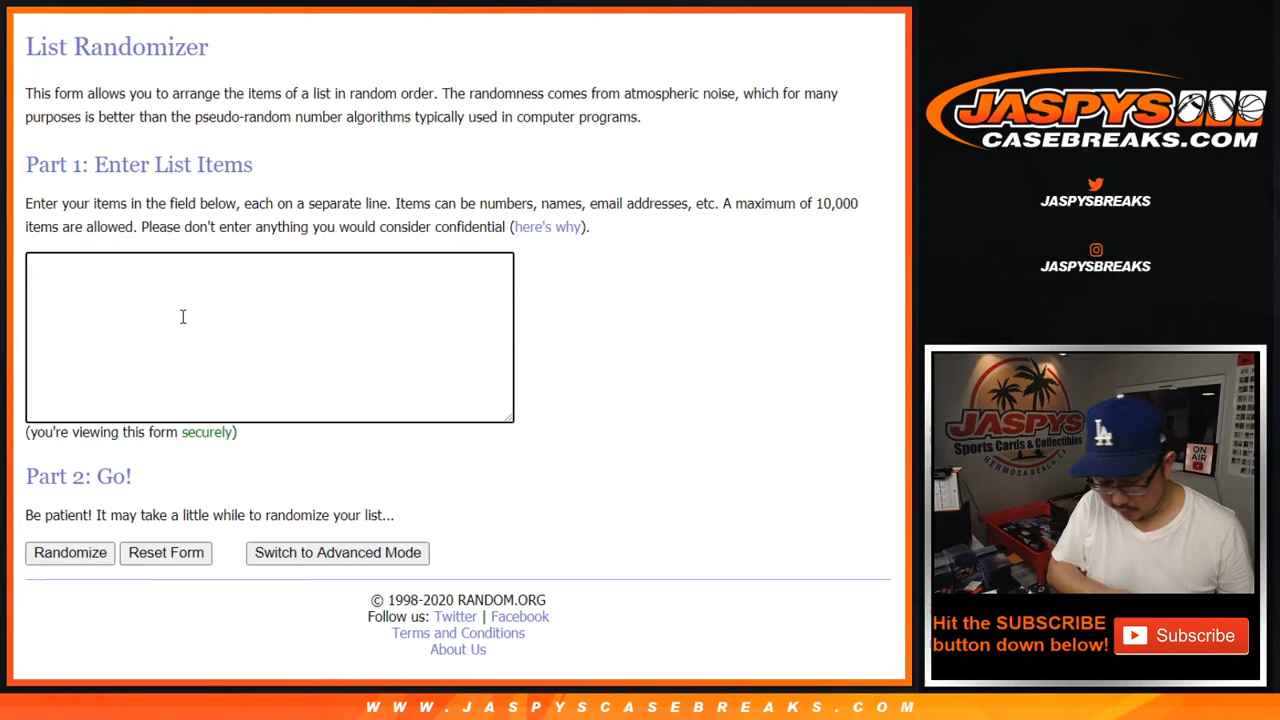 List Randomizer
This form allows you to arrange the items of a list in random order. The randomness comes from atmospheric noise, which for many
purposes is better than the pseudo-random number algorithms typically used in computer programs.
Part 1: Enter List Items
Enter your items in the field below, each on a separate line. Items can be numbers, names, email addresses, etc. A maximum of 10,000
items are allowed. Please don't enter anything you would consider confidential (here's why).
(you're viewing this form securely)
Part 2: Go!
Be patient! It may take a little while to randomize your list...
Randomize
Reset Form
Switch to Advanced Mode
© 1998-2020 RANDOM.ORG
Follow us: Twitter | Facebook
Terms and Conditions
About Us
JASPYS
CASEBREAKS.COM
JASPYSBREAKS
JASPYSBREAKS
JASPYS
Sports Cards & Collectibles
HERMOSA BEACH, CA
LA
ON
AIR
Hit the SUBSCRIBE
button down below!
Subscribe
WWW.JASPYSCASEBREAKS.COM